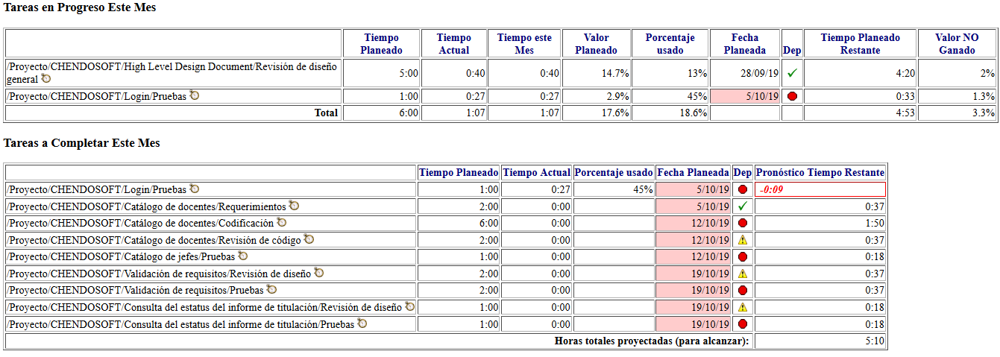 Tareas en Progreso Este Mes
Tiempo Planeado Tiempo Actual Tiempo este Mes Valor Planeado Porcentaje usado Fecha Planeada Dep Tiempo Planeado Restante Valor NO Ganado
/Proyecto/CHENDOSOFT/High Level Design Document/Revisión de diseño general 5:00 0:40 0:40 14.7% 13% 28/09/19 4:20 2%
/Proyecto/CHENDOSOFT/Login/Pruebas 1:00 0:27 0:27 2.9% 45% 5/10/19 0:33 1.3%
Total 6:00 1:07 1:07 17.6% 18.6% 4:53 3.3%
Tareas a Completar Este Mes
Tiempo Planeado Tiempo Actual Porcentaje usado Fecha Planeada Dep Pronóstico Tiempo Restante
/Proyecto/CHENDOSOFT/Login/Pruebas 1:00 0:27 45% 5/10/19 -0:09
/Proyecto/CHENDOSOFT/Catálogo de docentes/Requerimientos 2:00 0:00 5/10/19 0:37
/Proyecto/CHENDOSOFT/Catálogo de docentes/Codificación 6:00 0:00 12/10/19 1:50
/Proyecto/CHENDOSOFT/Catálogo de docentes/Revisión de código 2:00 0:00 12/10/19 0:37
/Proyecto/CHENDOSOFT/Catálogo de jefes/Pruebas 1:00 0:00 12/10/19 0:18
/Proyecto/CHENDOSOFT/Validación de requisitos/Revisión de diseño 2:00 0:00 19/10/19 0:37
/Proyecto/CHENDOSOFT/Validación de requisitos/Pruebas 2:00 0:00 19/10/19 0:37
/Proyecto/CHENDOSOFT/Consulta del estatus del informe de titulación/Revisión de diseño 1:00 0:00 19/10/19 0:18
/Proyecto/CHENDOSOFT/Consulta del estatus del informe de titulación/Pruebas 1:00 0:00 19/10/19 0:18
Horas totales proyectadas (para alcanzar): 5:10